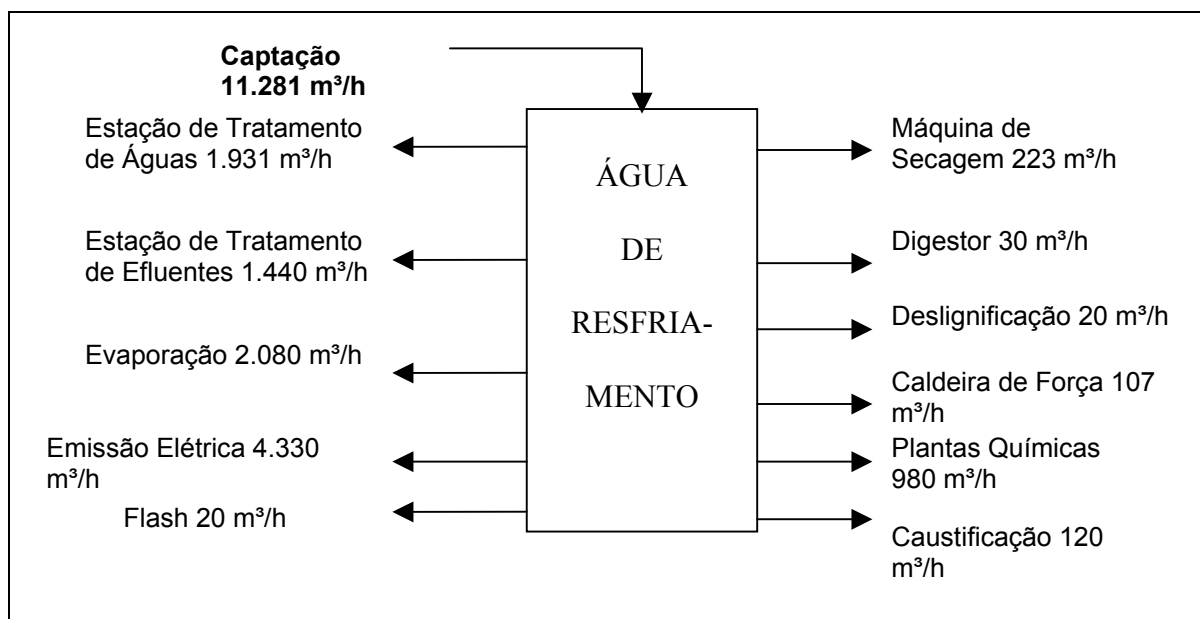 Captação
11.281 m³/h
Estação de Tratamento
de Águas 1.931 m³/h
Estação de Tratamento
de Efluentes 1.440 m³/h
Evaporação 2.080 m³/h
Emissão Elétrica 4.330
m³/h
Flash 20 m³/h
ÁGUA
DE
RESFRIA-
MENTO
Máquina de
Secagem 223 m³/h
Digestor 30 m³/h
Deslignificação 20 m³/h
Caldeira de Força 107
m³/h
Plantas Químicas
980 m³/h
Caustificação 120
m³/h